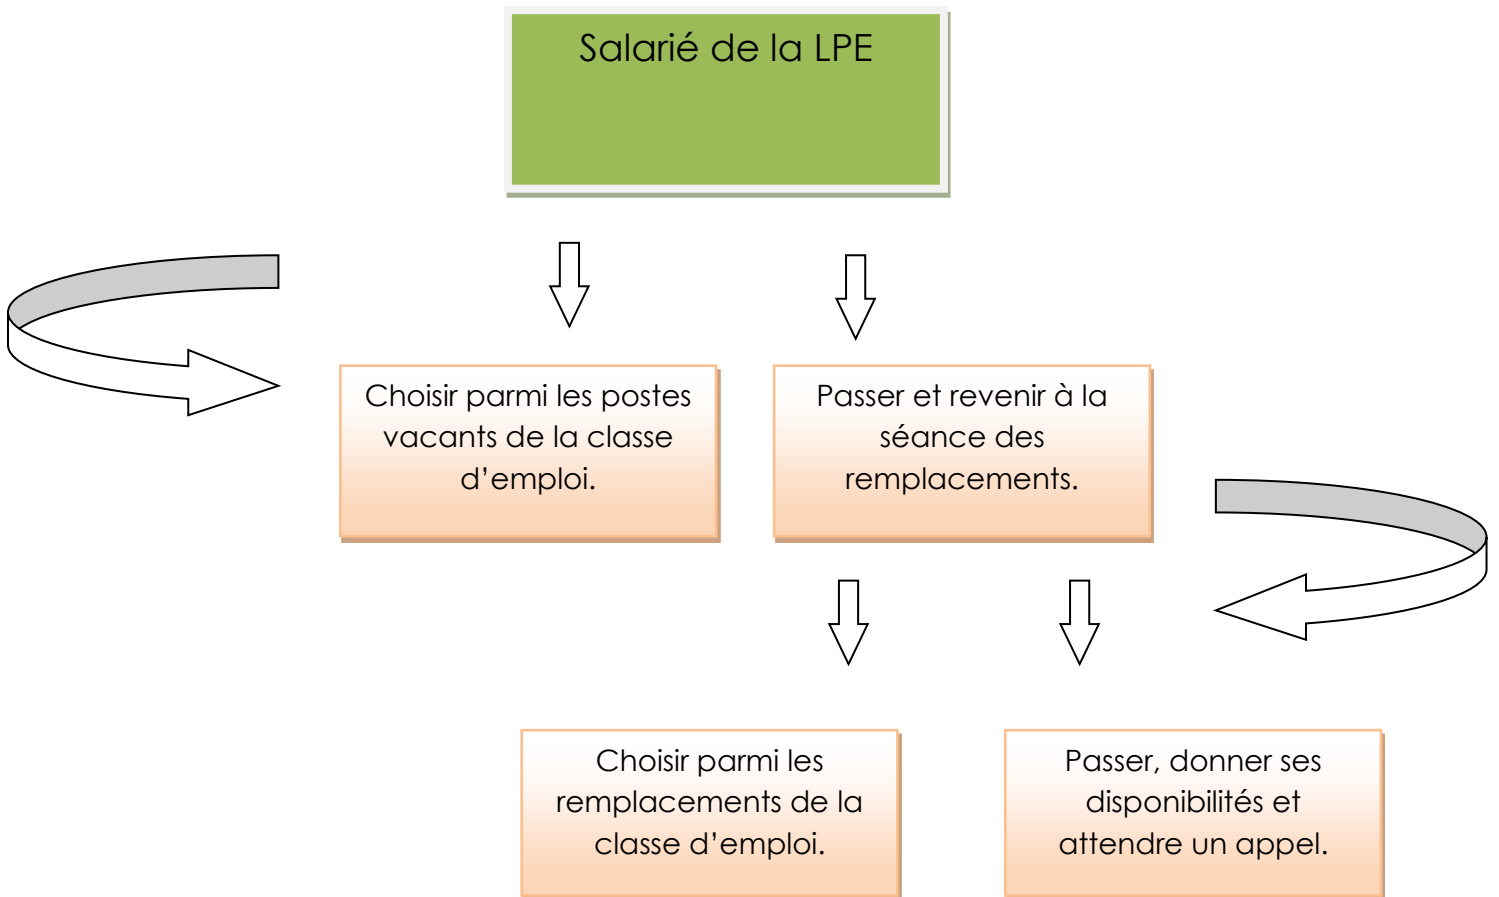 Salarié de la LPE
Choisir parmi les postes
vacants de la classe
d’emploi.
Passer et revenir à la
séance des
remplacements.
Choisir parmi les
remplacements de la
classe d’emploi.
Passer, donner ses
disponibilités et
attendre un appel.